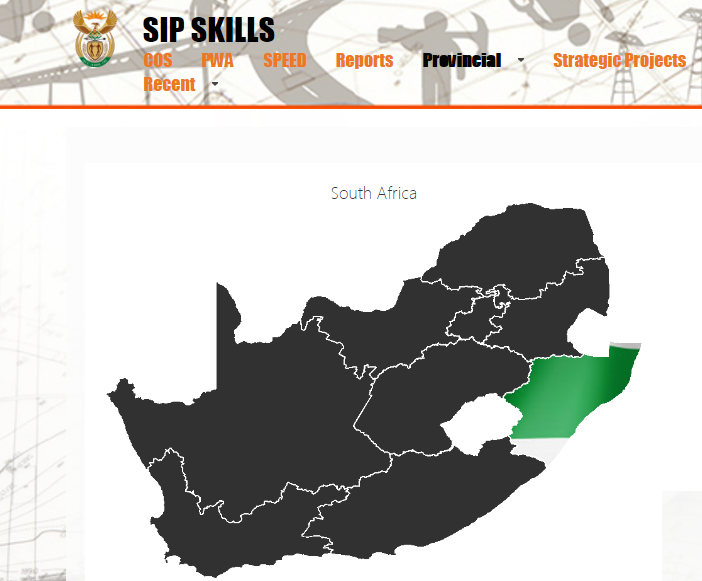 SIP SKILLS
COS PWA SPEED Reports Provincial Strategic Projects
Recent
South Africa